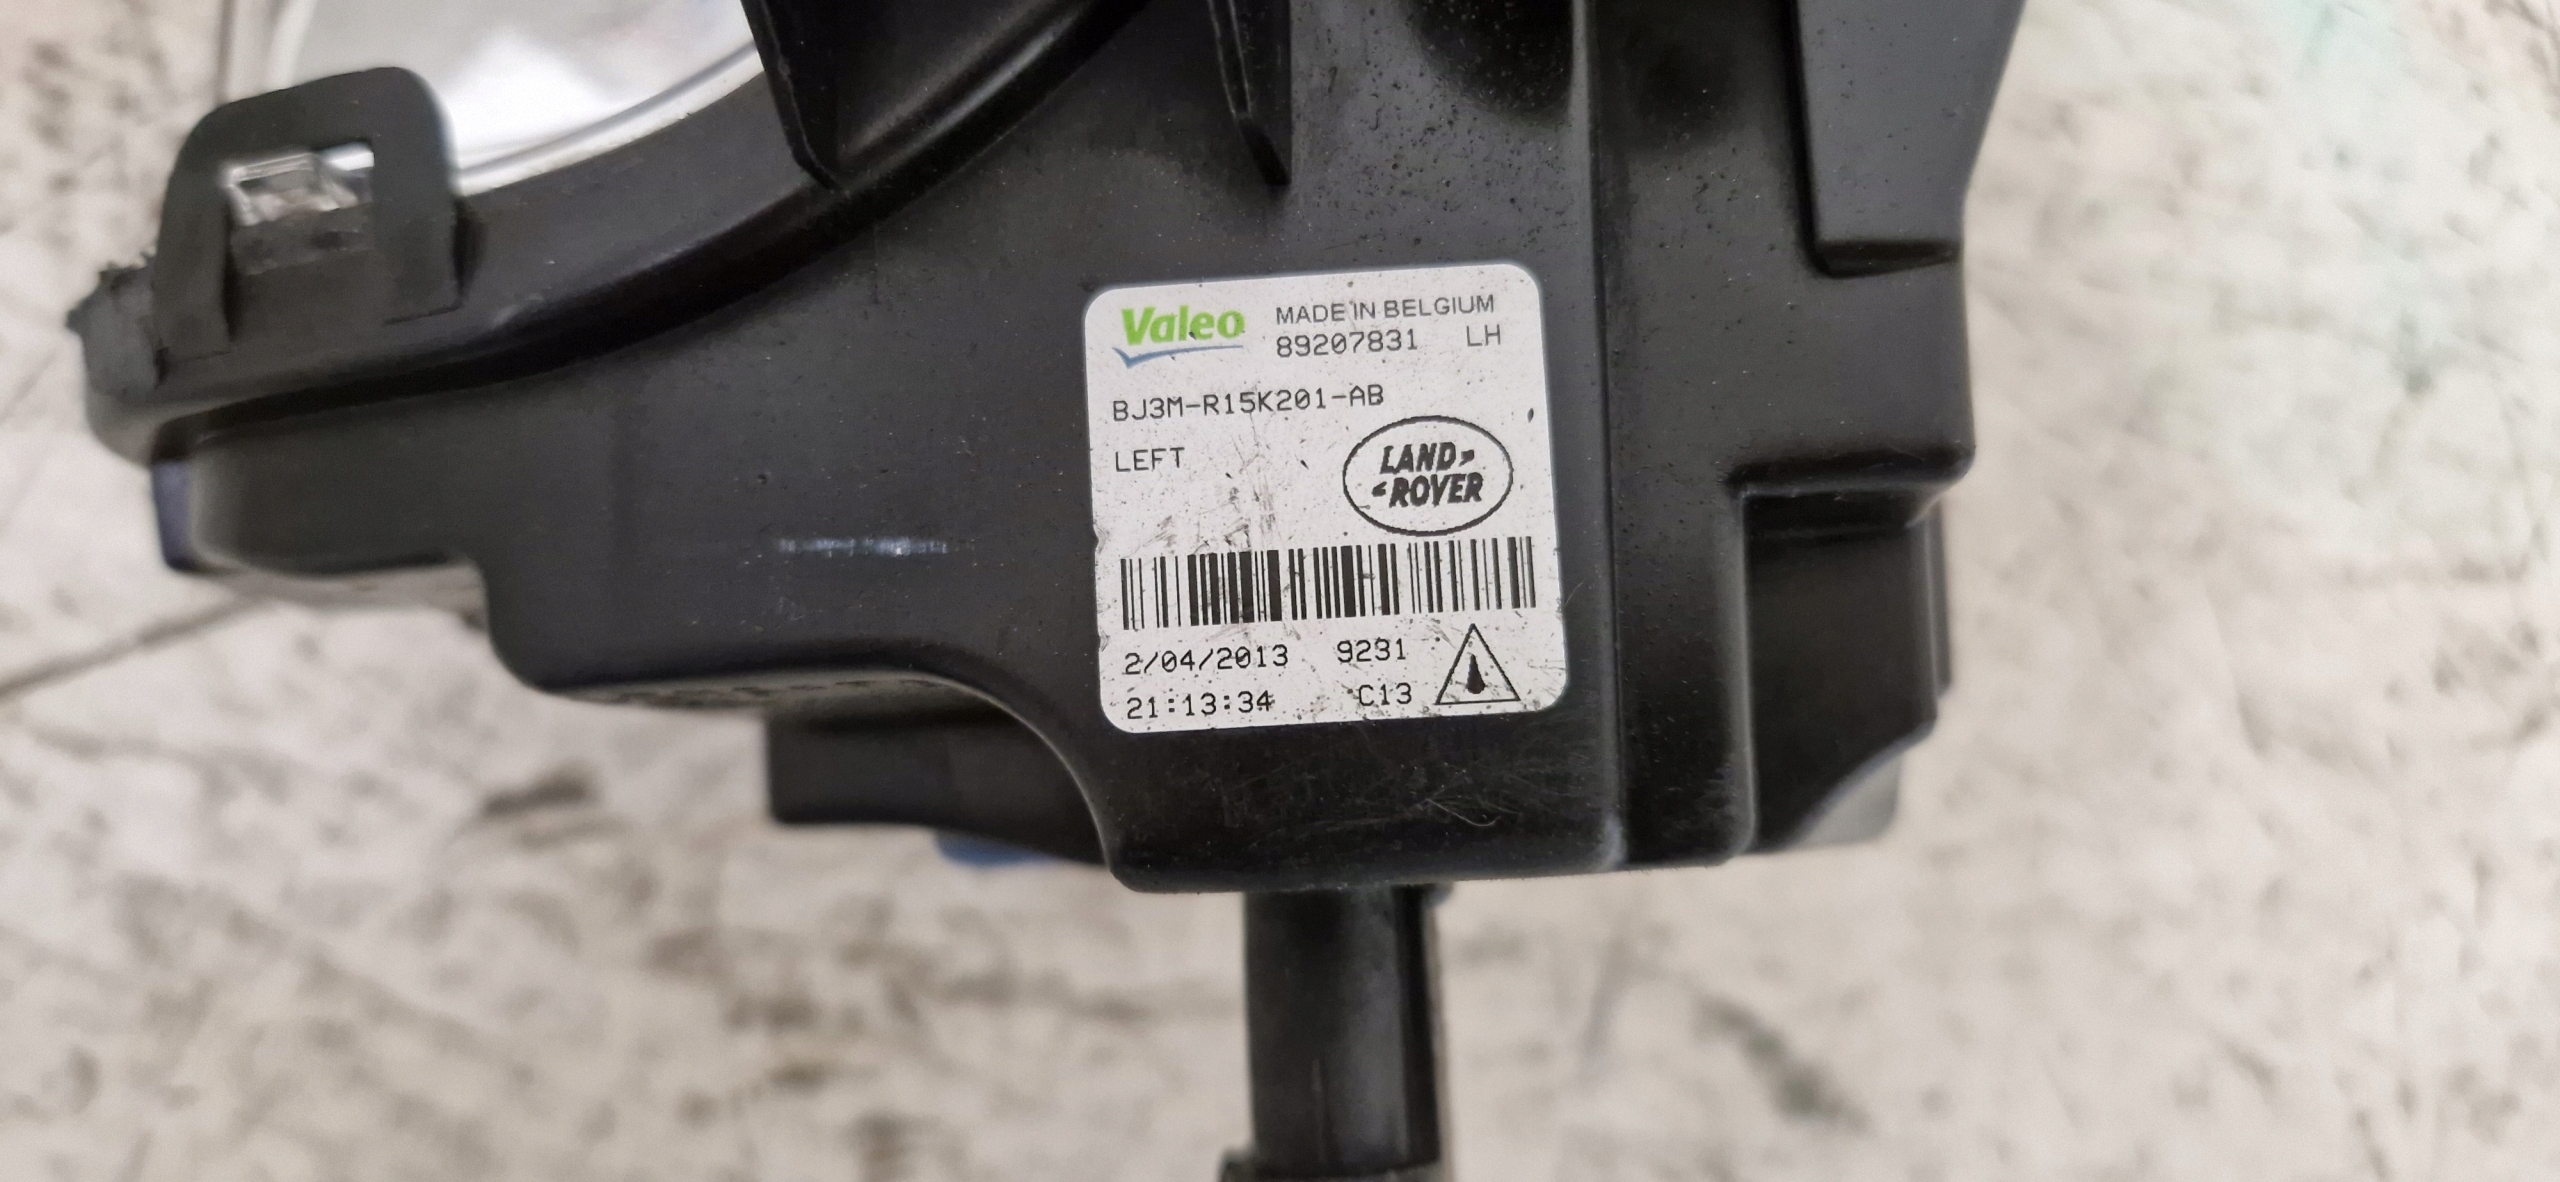 Valeo
MADE IN BELGIUM
89207831 LH
BJ3M-R15K201-AB
LEFT
LAND
ROVER
2/04/2013 9231
21:13:34 C13